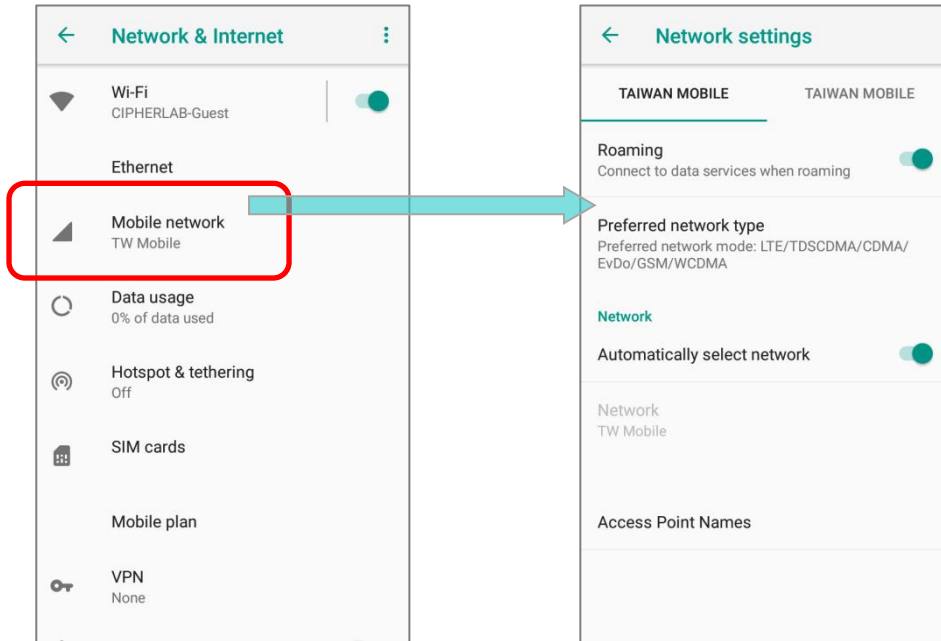 Network & Internet
Wi-Fi
CIPHERLAB-Guest
Ethernet
Mobile network
TW Mobile
Data usage
0% of data used
Hotspot & tethering
Off
SIM cards
Mobile plan
VPN
None
Network settings
TAIWAN MOBILE
TAIWAN MOBILE
Roaming
Connect to data services when roaming
Preferred network type
Preferred network mode: LTE/TDSCDMA/CDMA/
EvDo/GSM/WCDMA
Network
Automatically select network
Network
TW Mobile
Access Point Names